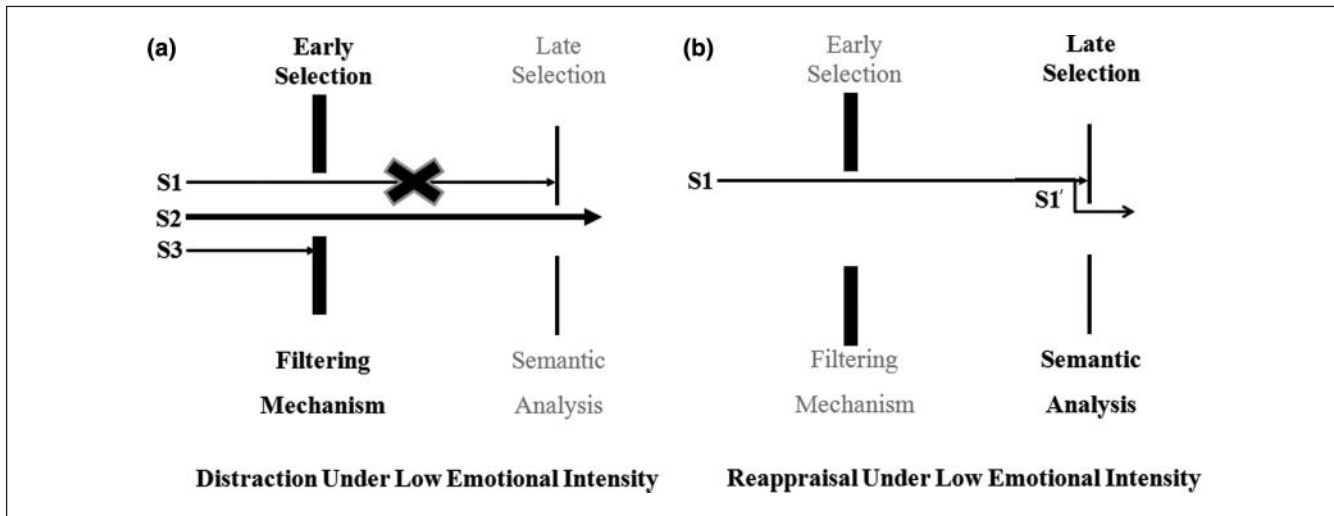 (a)
Early
Selection
Late
Selection
S1
S2
S3
Filtering
Mechanism
Semantic
Analysis
Distraction Under Low Emotional Intensity
(b)
Early
Selection
Late
Selection
S1
S1′
Filtering
Mechanism
Semantic
Analysis
Reappraisal Under Low Emotional Intensity